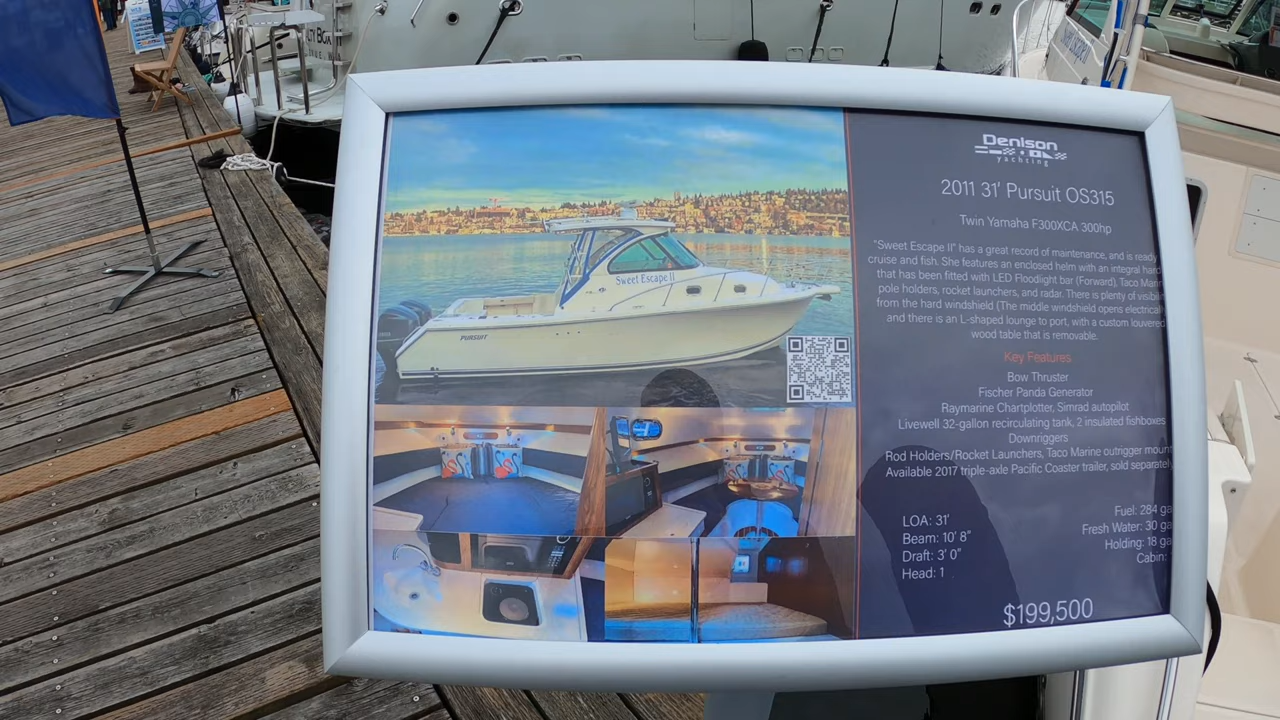 Denison
yachting
2011 31' Pursuit OS315
Twin Yamaha F300XCA 300hp
"Sweet Escape II" has a great record of maintenance, and is ready
cruise and fish. She features an enclosed helm with an integral hard
that has been fitted with LED Floodlight bar (Forward), Taco Marin
pole holders, rocket launchers, and radar. There is plenty of visibili
from the hard windshield (The middle windshield opens electrical
and there is an L-shaped lounge to port, with a custom louvered
wood table that is removable.
Key Features
Bow Thruster
Fischer Panda Generator
Raymarine Chartplotter, Simrad autopilot
Livewell 32-gallon recirculating tank, 2 insulated fishboxes
Downriggers
Rod Holders/Rocket Launchers, Taco Marine outrigger mount
Available 2017 triple-axle Pacific Coaster trailer, sold separately
LOA: 31'
Beam: 10' 8"
Draft: 3' 0"
Head: 1
Fuel: 284 ga
Fresh Water: 30 ga
Holding: 18 ga
Cabin:
$199,500
Sweet Escape II
PURSUIT